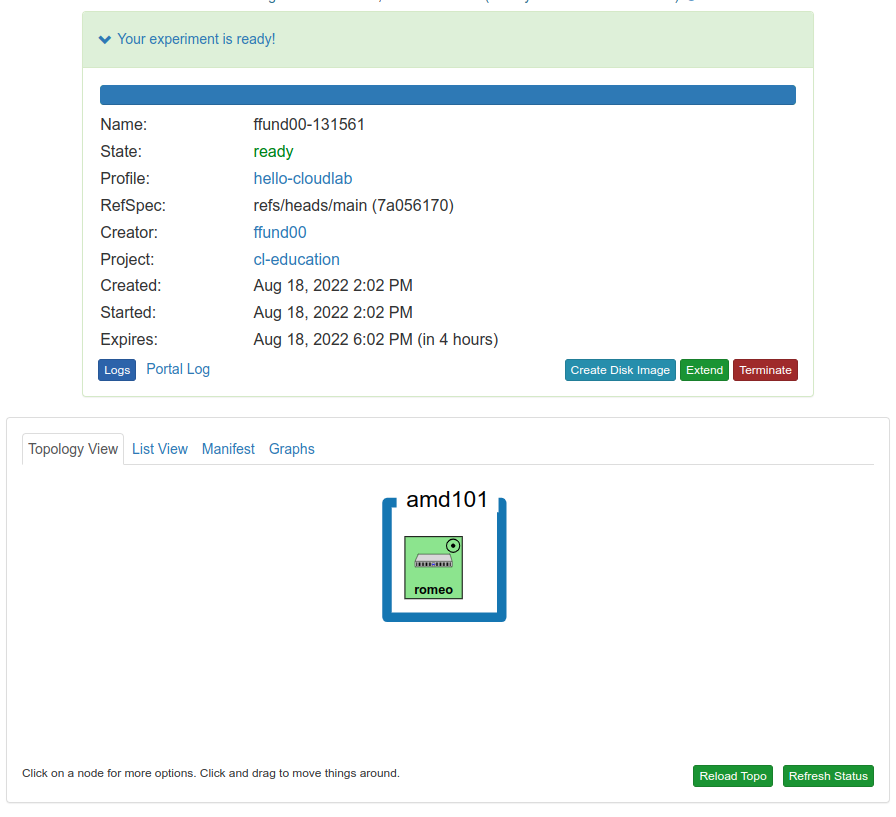 Your experiment is ready!
Name: ffund00-131561
State: ready
Profile: hello-cloudlab
RefSpec: refs/heads/main (7a056170)
Creator: ffund00
Project: cl-education
Created: Aug 18, 2022 2:02 PM
Started: Aug 18, 2022 2:02 PM
Expires: Aug 18, 2022 6:02 PM (in 4 hours)
Logs Portal Log Create Disk Image Extend Terminate
Topology View List View Manifest Graphs
amd101
romeo
Click on a node for more options. Click and drag to move things around. Reload Topo Refresh Status